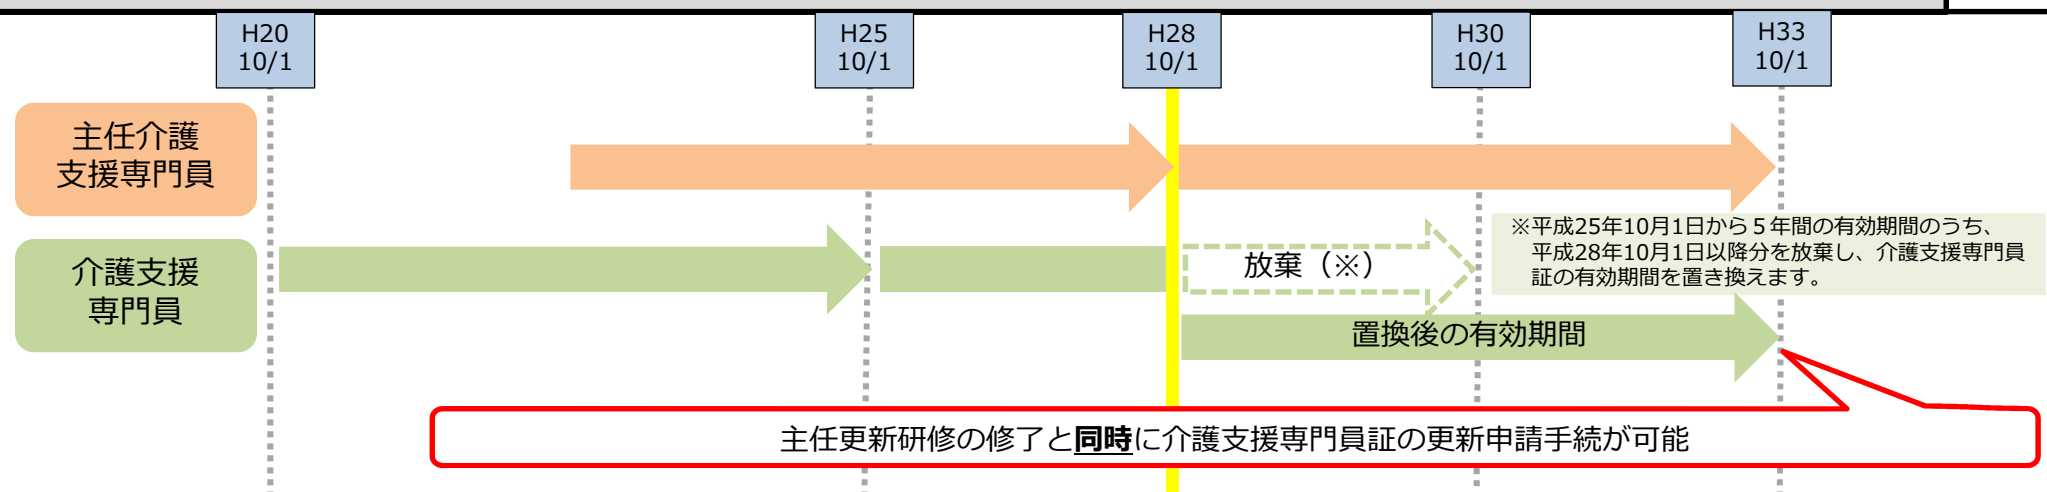 H20
10/1
H25
10/1
H28
10/1
H30
10/1
H33
10/1
主任介護
支援専門員
介護支援
専門員
放棄（※）
※平成25年10月1日から５年間の有効期間のうち、
平成28年10月1日以降分を放棄し、介護支援専門員
証の有効期間を置き換えます。
置換後の有効期間
主任更新研修の修了と同時に介護支援専門員証の更新申請手続が可能